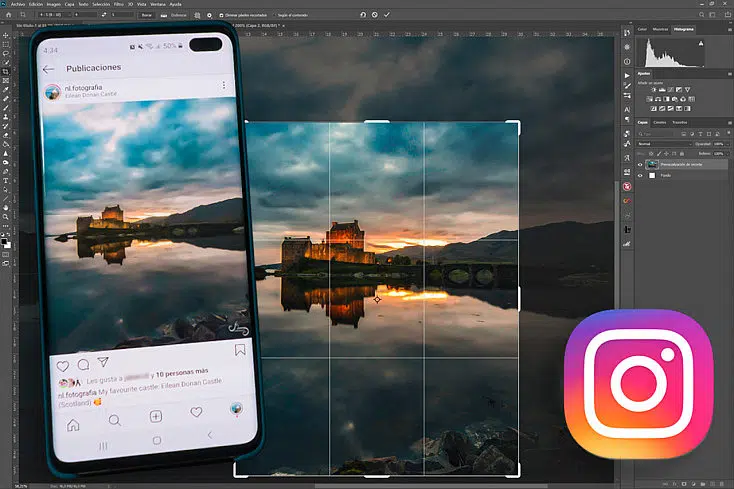 Edición Imagen Capa Texto Selección Filtro 3D Vista Ventana Ayuda
Borrar Enderezar Eliminar píxeles recortados Según el contenido
4:34
50%
Publicaciones
nl.fotografia
Eilean Donan Castle
Les gusta a y 10 personas más
nl.fotografia My favourite castle: Eilean Donan Castle
(Scotland)
Color Muestras Histograma
Ajustes
Añadir un ajuste
Capas Canales Trazados
Normal Opacidad: 100%
Relleno: 100%
Previsualización de recorte
Fondo